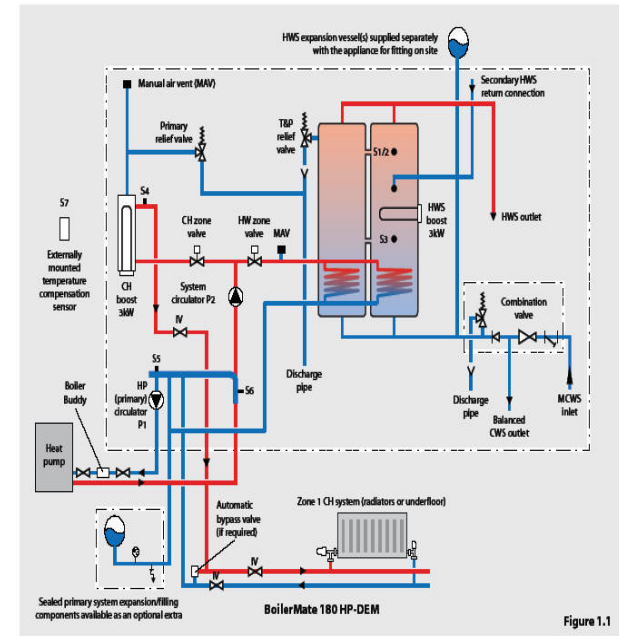 HWS expansion vessel(s) supplied separately
with the appliance for fitting on site
Manual air vent (MAV)
Secondary HWS
return connection
Primary
relief valve
T&P
relief
valve
S1/2
S7
S4
CH zone
valve
HW zone
valve
MAV
HWS
boost
3kW
HWS outlet
S3
Externally
mounted
temperature
compensation
sensor
CH
boost
3kW
System
circulator P2
IV
Combination
valve
S5
Discharge
pipe
Boiler
Buddy
HP
(primary)
circulator
P1
S6
Discharge
pipe
Balanced
CWS outlet
MCWS
inlet
Heat
pump
Automatic
bypass valve
(if required)
Zone 1 CH system (radiators or underfloor)
IV
IV
Sealed primary system expansion/filling
components available as an optional extra
BoilerMate 180 HP-DEM
Figure 1.1